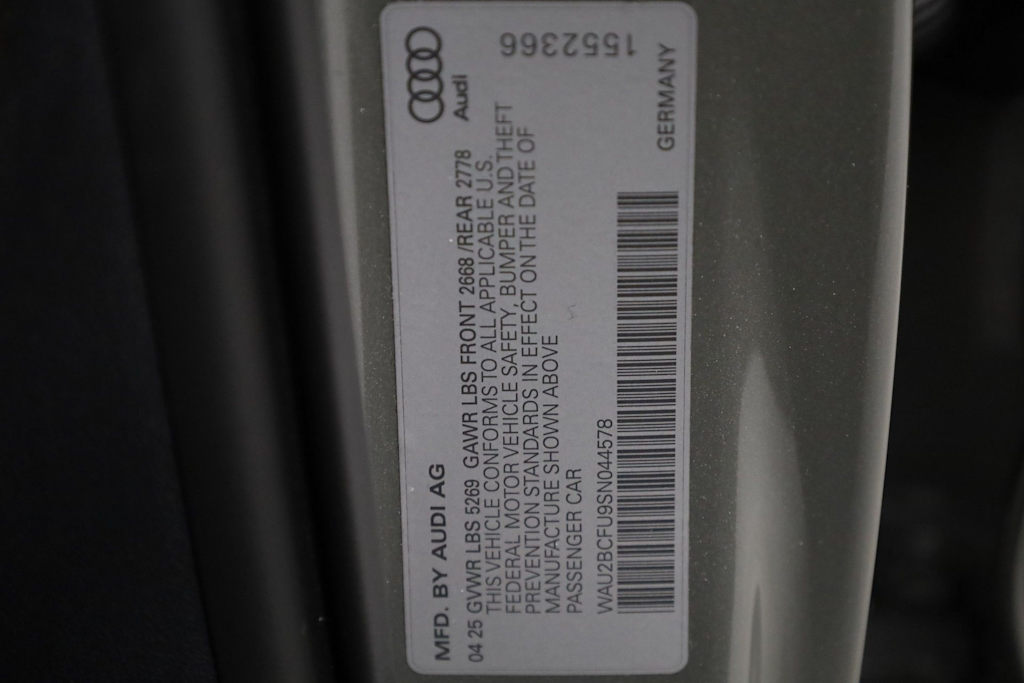 MFD. BY AUDI AG
Audi
04 25 GVWR LBS 5269 GAWR LBS FRONT 2668 /REAR 2778
THIS VEHICLE CONFORMS TO ALL APPLICABLE U.S.
FEDERAL MOTOR VEHICLE SAFETY, BUMPER AND THEFT
PREVENTION STANDARDS IN EFFECT ON THE DATE OF
MANUFACTURE SHOWN ABOVE
PASSENGER CAR
1552366
WAU2BCFU9SN044578
GERMANY